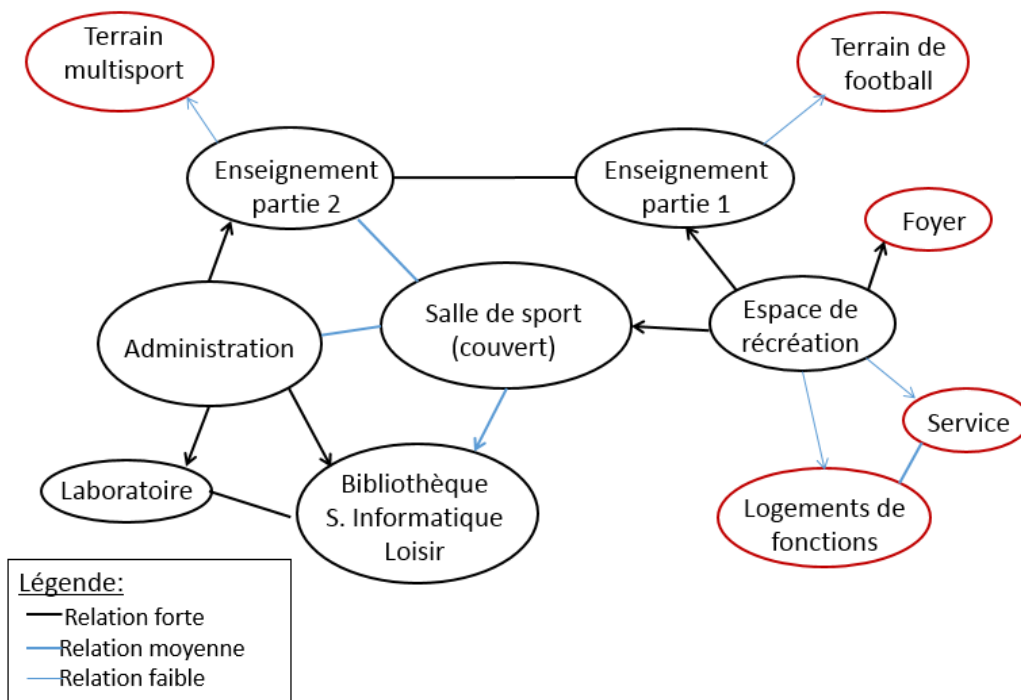 Terrain
multisport
Terrain de
football
Enseignement
partie 2
Enseignement
partie 1
Foyer
Administration
Salle de sport
(couvert)
Espace de
récréation
Service
Laboratoire
Bibliothèque
S. Informatique
Loisir
Logements de
fonctions
Légende:
Relation forte
Relation moyenne
Relation faible